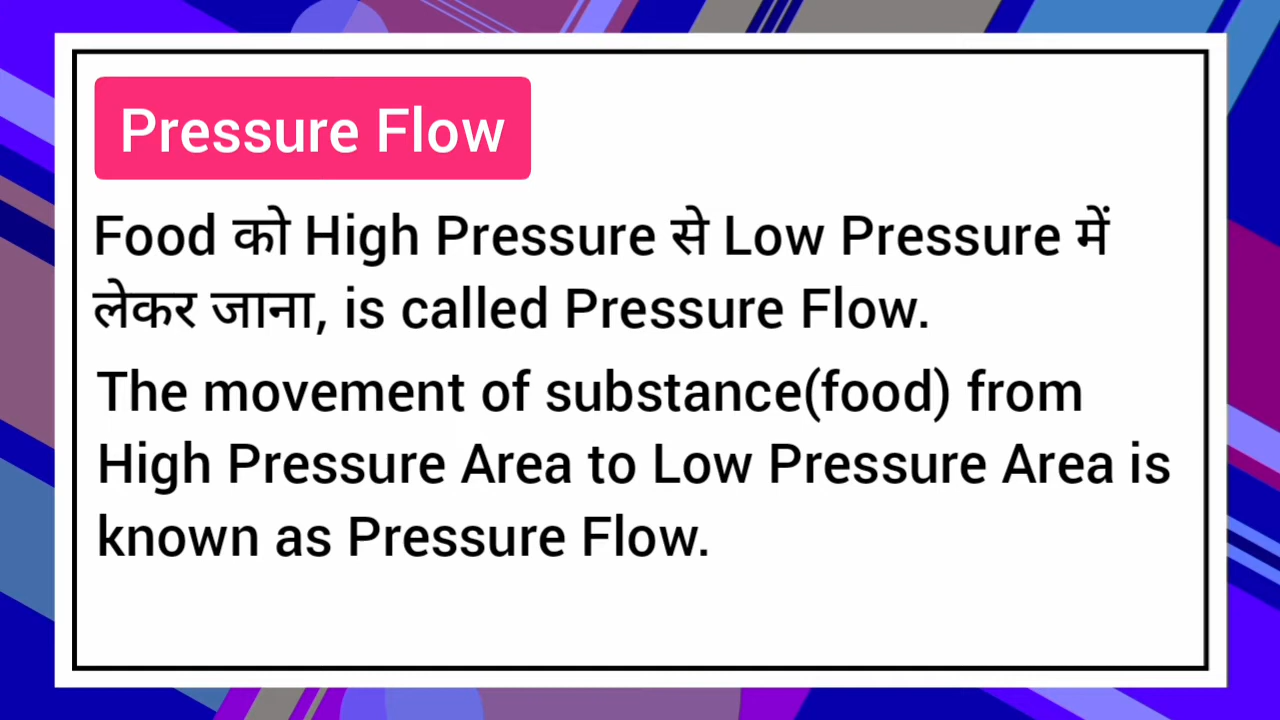 Pressure Flow
Food को High Pressure से Low Pressure में
लेकर जाना, is called Pressure Flow.
The movement of substance(food) from
High Pressure Area to Low Pressure Area is
known as Pressure Flow.